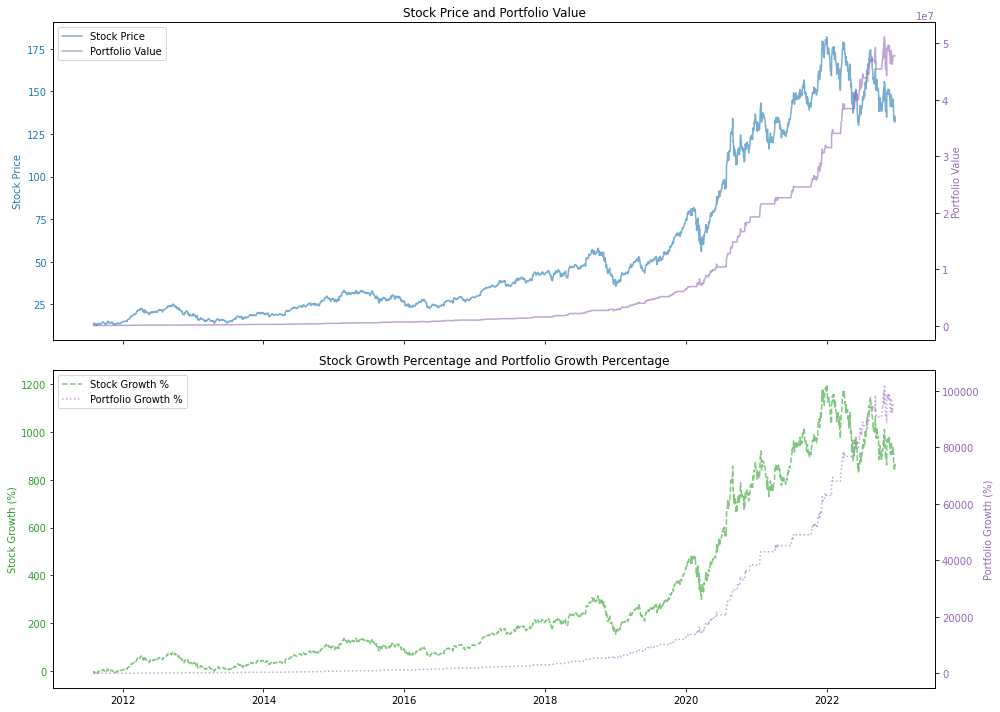 Stock Price and Portfolio Value
1e7
Stock Price
Portfolio Value
175
150
125
100
75
50
25
Stock Price
5
4
3
2
1
0
Portfolio Value
Stock Growth Percentage and Portfolio Growth Percentage
Stock Growth %
Portfolio Growth %
1200
1000
800
600
400
200
0
Stock Growth (%)
100000
80000
60000
40000
20000
0
Portfolio Growth (%)
2012
2014
2016
2018
2020
2022